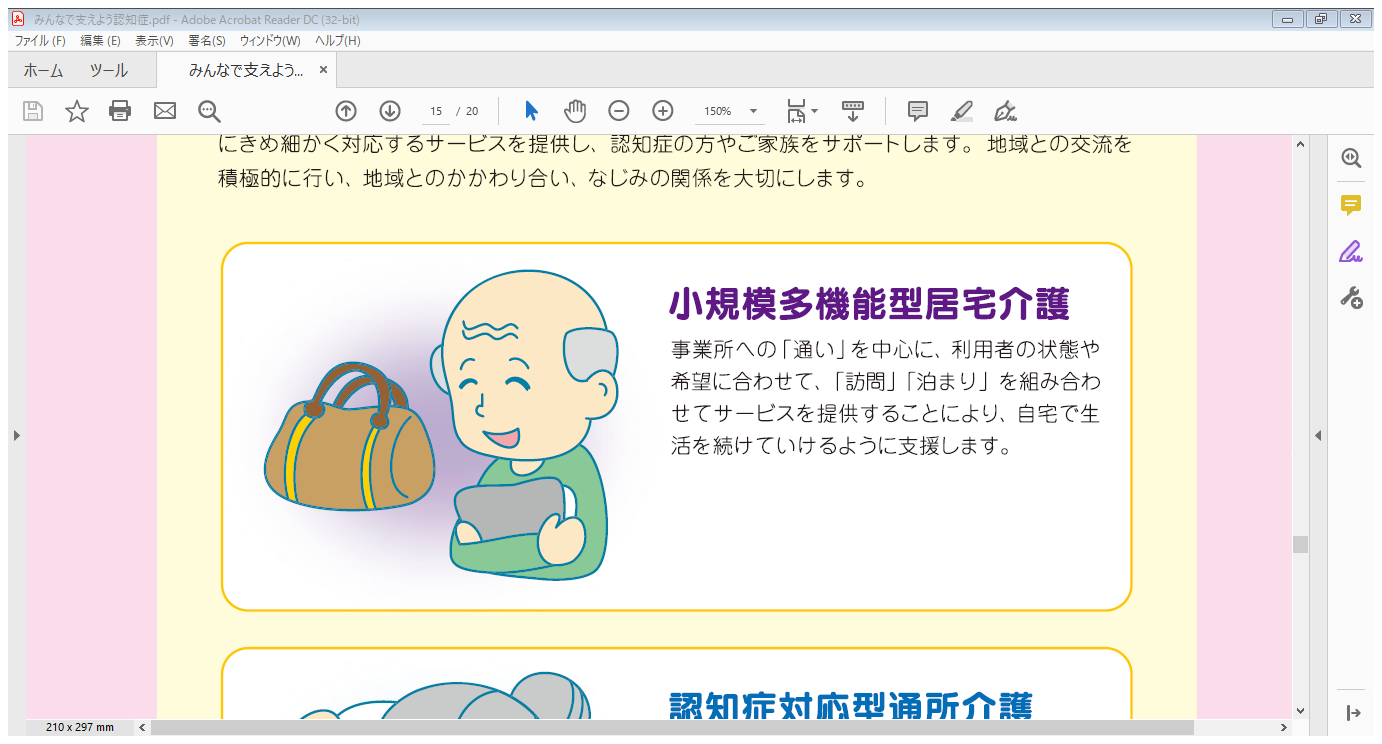 みんなで支えよう認知症.pdf - Adobe Acrobat Reader DC (32-bit)
ファイル(F) 編集(E) 表示(V) 署名(S) ウィンドウ(W) ヘルプ(H)
ホーム ツール みんなで支えよう... ×
15 / 20 150%
にきめ細かく対応するサービスを提供し、認知症の方やご家族をサポートします。地域との交流を
積極的に行い、地域とのかかわり合い、なじみの関係を大切にします。
小規模多機能型居宅介護
事業所への「通い」を中心に、利用者の状態や
希望に合わせて、「訪問」「泊まり」を組み合わ
せてサービスを提供することにより、自宅で生
活を続けていけるように支援します。
認知症対応型通所介護
210 x 297 mm